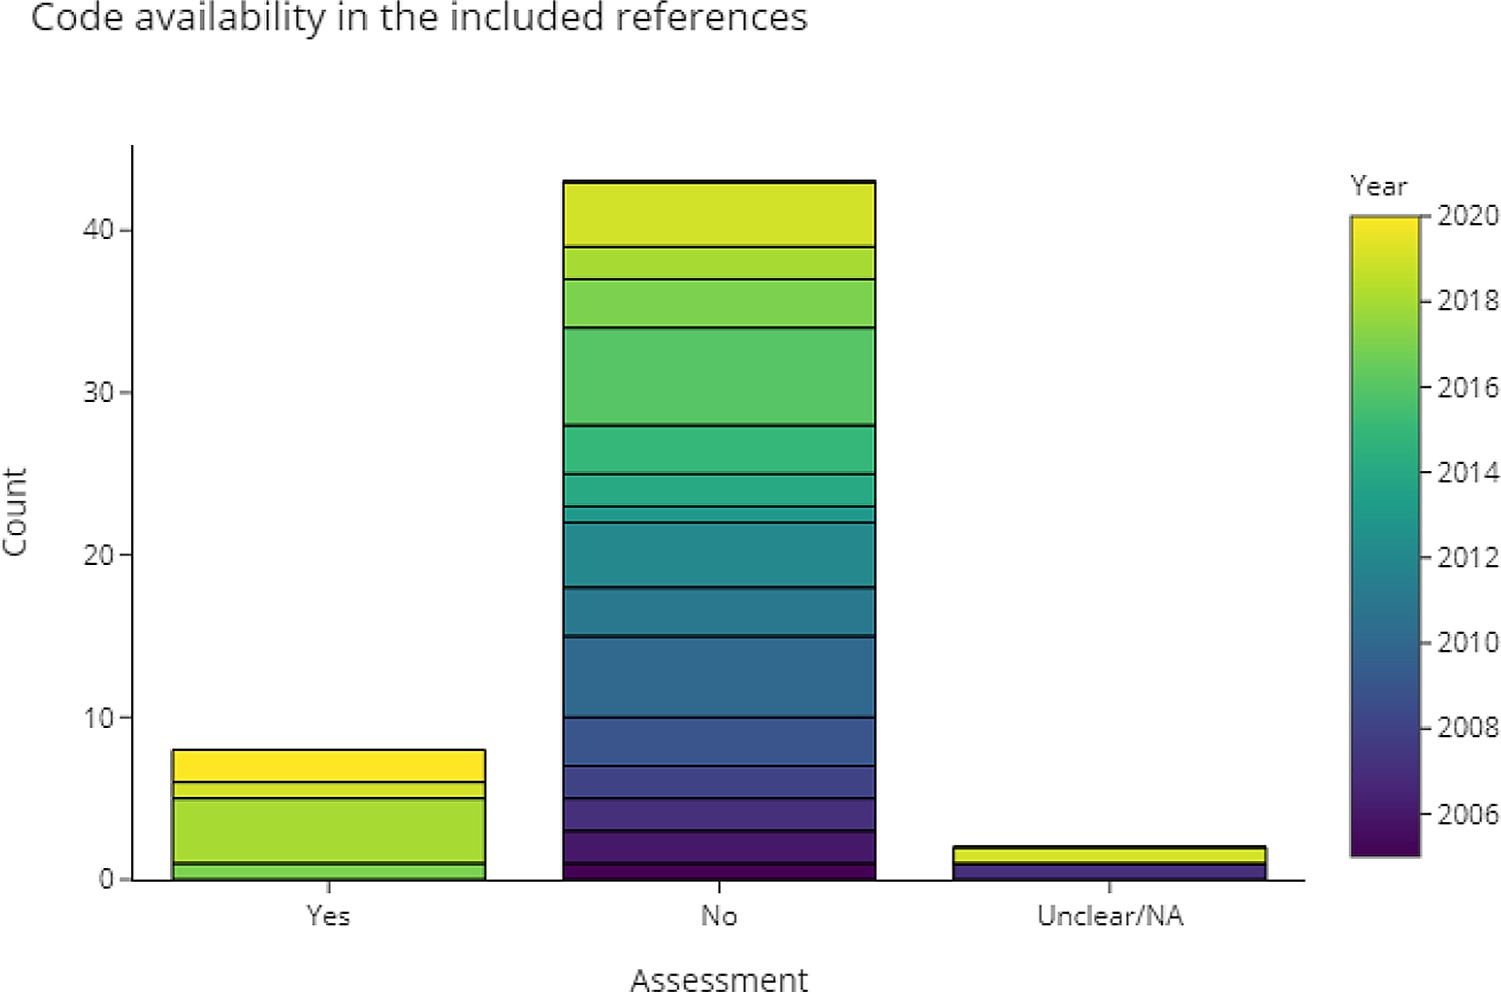 Code availability in the included references
Count
40
30
20
10
0
Yes
No
Unclear/NA
Assessment
Year
2020
2018
2016
2014
2012
2010
2008
2006